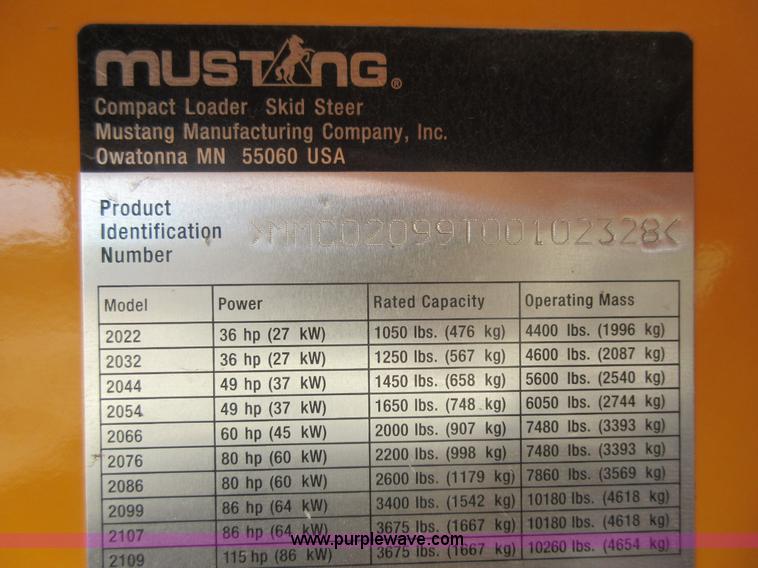 MUSTANG®
Compact Loader Skid Steer
Mustang Manufacturing Company, Inc.
Owatonna MN 55060 USA
Product
Identification >MMC02099T00102328<
Number
Model Power Rated Capacity Operating Mass
2022 36 hp (27 kW) 1050 lbs. (476 kg) 4400 lbs. (1996 kg)
2032 36 hp (27 kW) 1250 lbs. (567 kg) 4600 lbs. (2087 kg)
2044 49 hp (37 kW) 1450 lbs. (658 kg) 5600 lbs. (2540 kg)
2054 49 hp (37 kW) 1650 lbs. (748 kg) 6050 lbs. (2744 kg)
2066 60 hp (45 kW) 2000 lbs. (907 kg) 7480 lbs. (3393 kg)
2076 80 hp (60 kW) 2200 lbs. (998 kg) 7480 lbs. (3393 kg)
2086 80 hp (60 kW) 2600 lbs. (1179 kg) 7860 lbs. (3569 kg)
2099 86 hp (64 kW) 3400 lbs. (1542 kg) 10180 lbs. (4618 kg)
2107 86 hp (64 kW) 3675 lbs. (1667 kg) 10180 lbs. (4618 kg)
www.purplewave.com
2109 115 hp (86 kW) 3675 lbs. (1667 kg) 10260 lbs. (4654 kg)